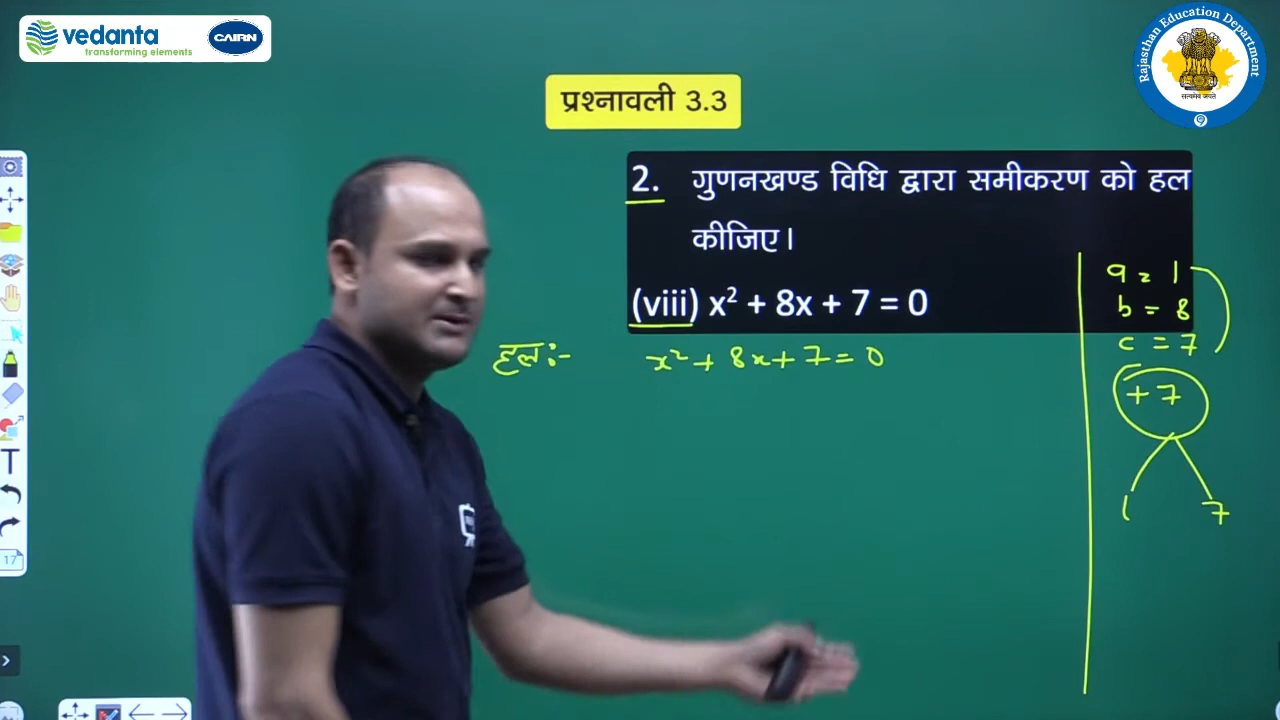 vedanta
transforming elements
CAIRN
Rajasthan Education Department
सत्यमेव जयते
प्रश्नावली 3.3
2. गुणनखण्ड विधि द्वारा समीकरण को हल
कीजिए।
(viii) x² + 8x + 7 = 0
हल:- x² + 8x + 7 = 0
a = 1
b = 8
c = 7
+7
1 7
T
17